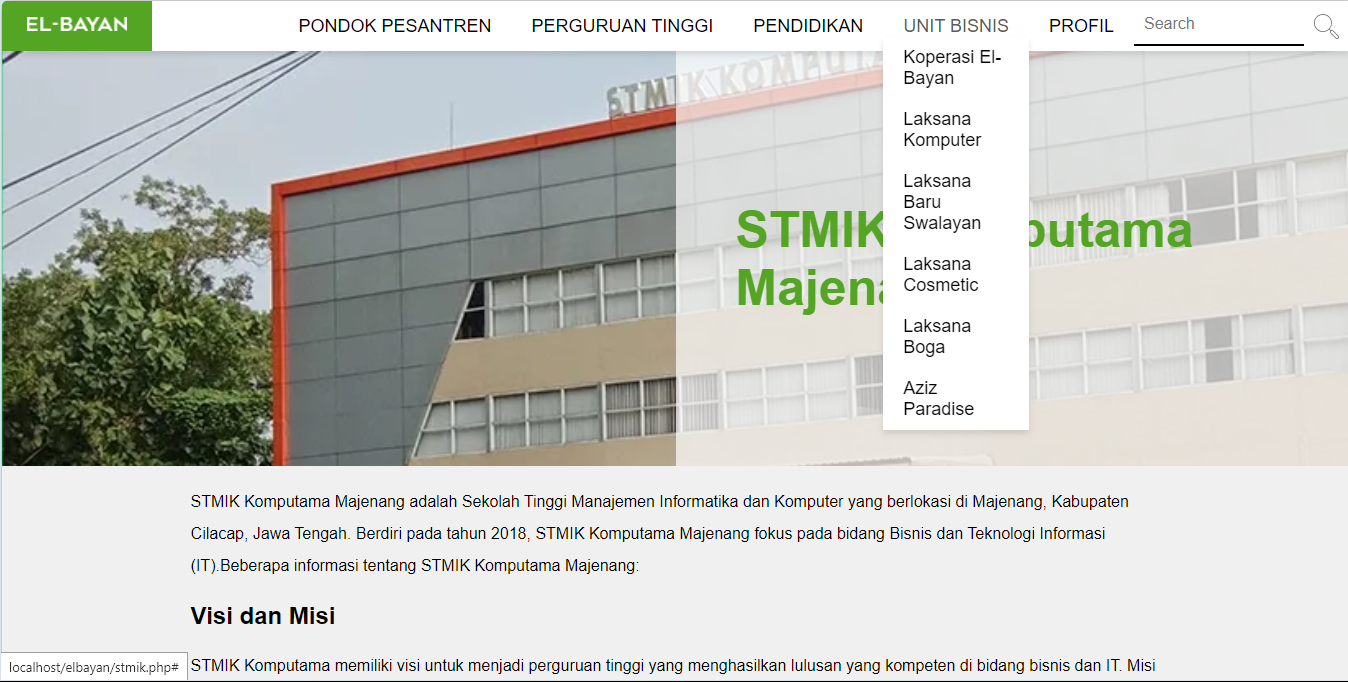 EL-BAYAN
PONDOK PESANTREN
PERGURUAN TINGGI
PENDIDIKAN
UNIT BISNIS
PROFIL
Search
Koperasi El-
Bayan
Laksana
Komputer
Laksana
Baru
Swalayan
Laksana
Cosmetic
Laksana
Boga
Aziz
Paradise
STMIK KOMPUTA
STMIK putama
Majena
STMIK Komputama Majenang adalah Sekolah Tinggi Manajemen Informatika dan Komputer yang berlokasi di Majenang, Kabupaten
Cilacap, Jawa Tengah. Berdiri pada tahun 2018, STMIK Komputama Majenang fokus pada bidang Bisnis dan Teknologi Informasi
(IT).Beberapa informasi tentang STMIK Komputama Majenang:
Visi dan Misi
STMIK Komputama memiliki visi untuk menjadi perguruan tinggi yang menghasilkan lulusan yang kompeten di bidang bisnis dan IT. Misi
localhost/elbayan/stmik.php#